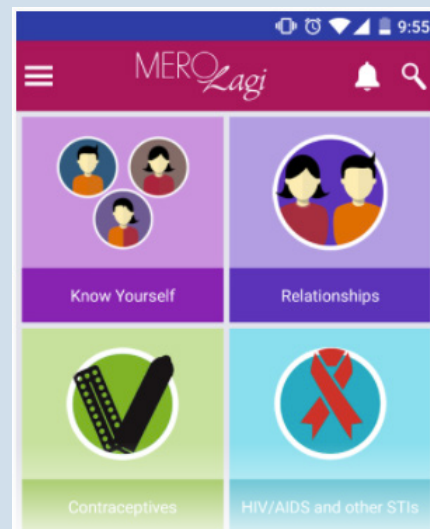 9:55
MERO Lagi
Know Yourself
Relationships
Contraceptives
HIV/AIDS and other STIs